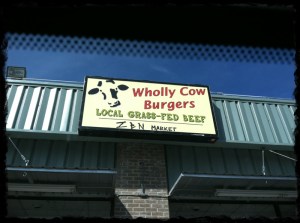 Wholly Cow
Burgers
LOCAL GRASS-FED BEEF
ZEN MARKET